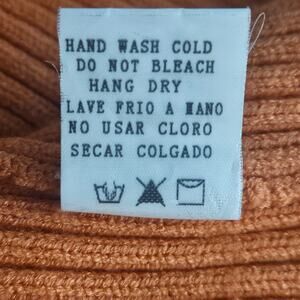 HAND WASH COLD
DO NOT BLEACH
HANG DRY
LAVE FRIO A MANO
NO USAR CLORO
SECAR COLGADO